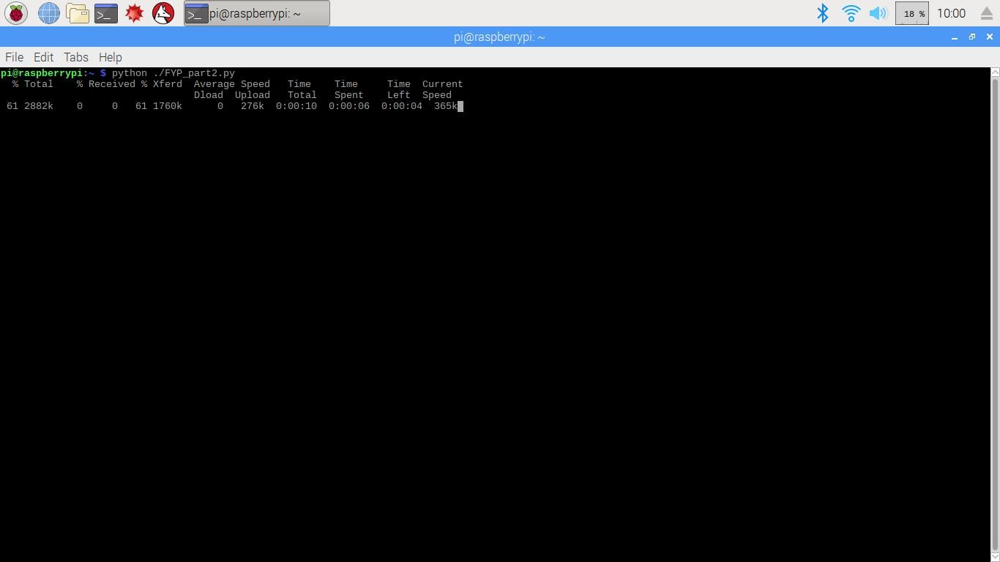 pi@raspberrypi: ~ 18 % 10:00
pi@raspberrypi: ~
File Edit Tabs Help
pi@raspberrypi:~ $ python ./FYP_part2.py
% Total % Received % Xferd Average Speed Time Time Time Current
Dload Upload Total Spent Left Speed
61 2882k 0 0 61 1760k 0 276k 0:00:10 0:00:06 0:00:04 365k